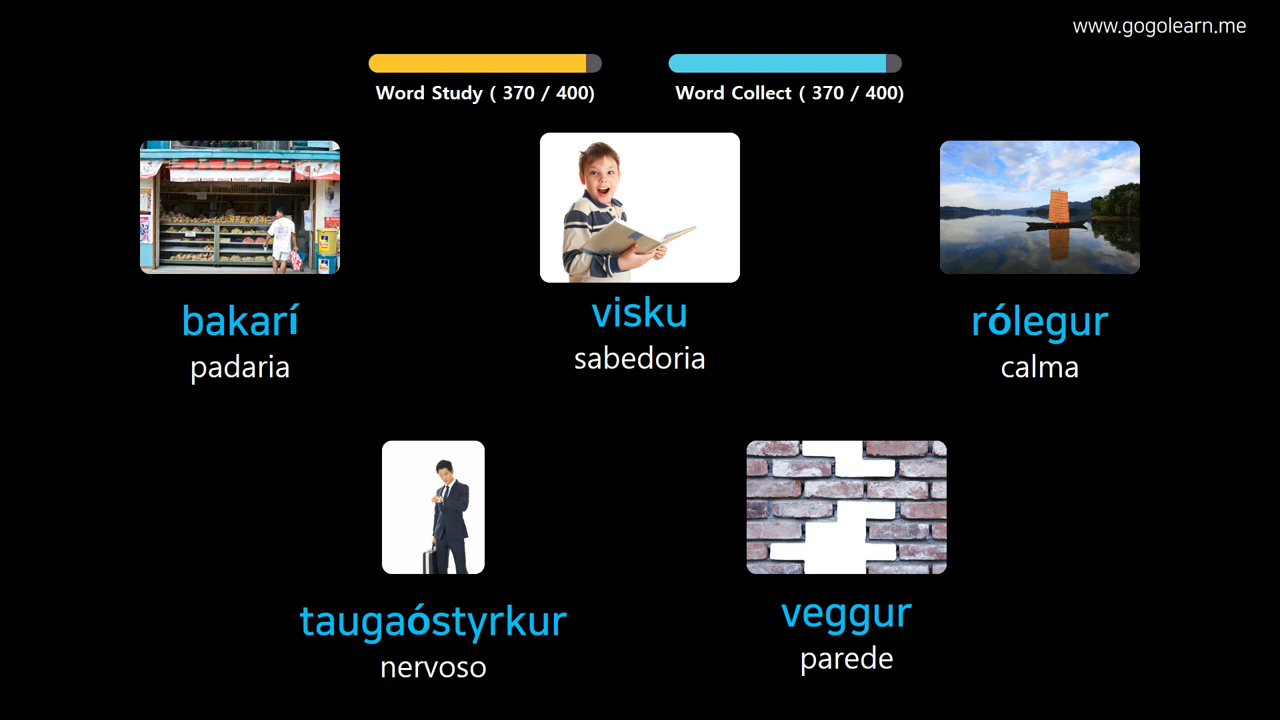 www.gogolearn.me
Word Study ( 370 / 400)
Word Collect ( 370 / 400)
bakarí
padaria
visku
sabedoria
rólegur
calma
taugaóstyrkur
nervoso
veggur
parede